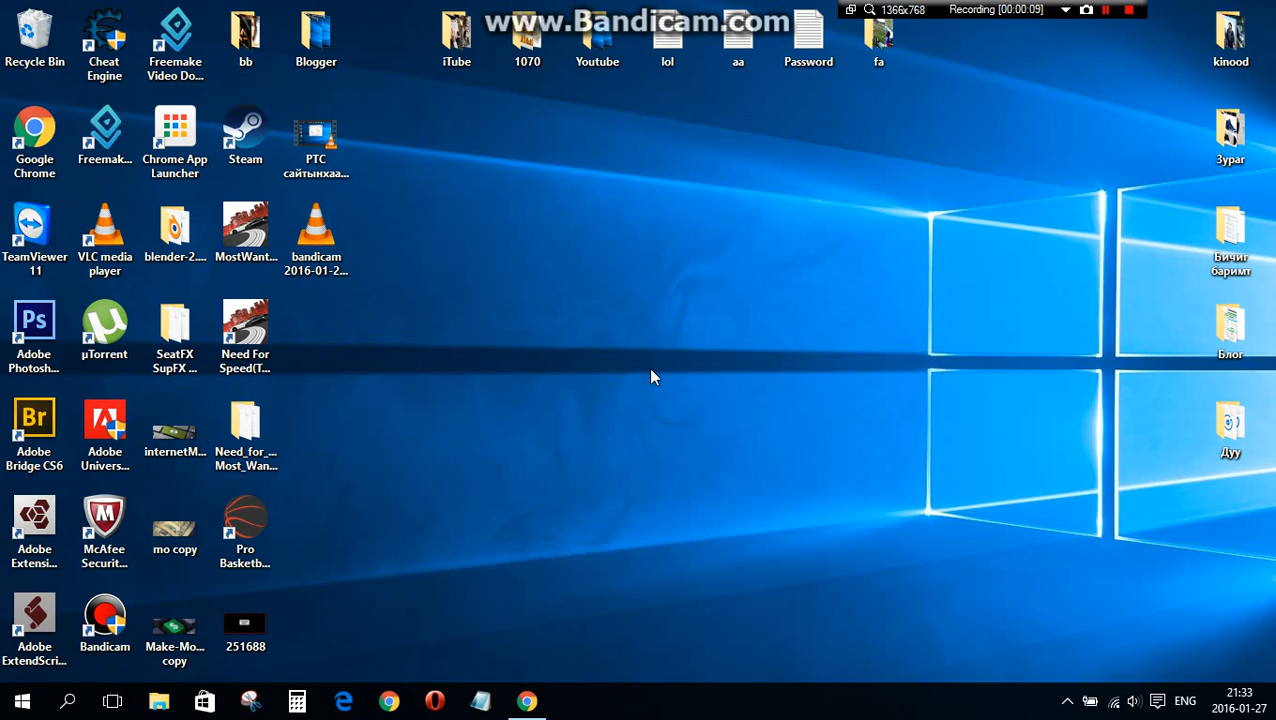 www.Bandicam.com
1366x768
Recording [00:00:09]
Recycle Bin
Cheat
Engine
Freemake
Video Do...
bb
Blogger
iTube
1070
Youtube
lol
aa
Password
fa
kinood
Google
Chrome
Freemak...
Chrome App
Launcher
Steam
PTC
сайтынхаа...
Зураг
TeamViewer
11
VLC media
player
blender-2....
MostWant...
bandicam
2016-01-2...
Бичиг
баримт
Ps
Adobe
Photosh...
µTorrent
SeatFX
SupFX ...
Need For
Speed(T...
Блог
Br
Adobe
Bridge CS6
Adobe
Univers...
internetM...
Need_for_...
Most_Wan...
Дуу
Adobe
Extensi...
McAfee
Securit...
mo copy
Pro
Basketb...
Adobe
ExtendScri...
Bandicam
Make-Mo...
copy
251688
ENG
21:33
2016-01-27